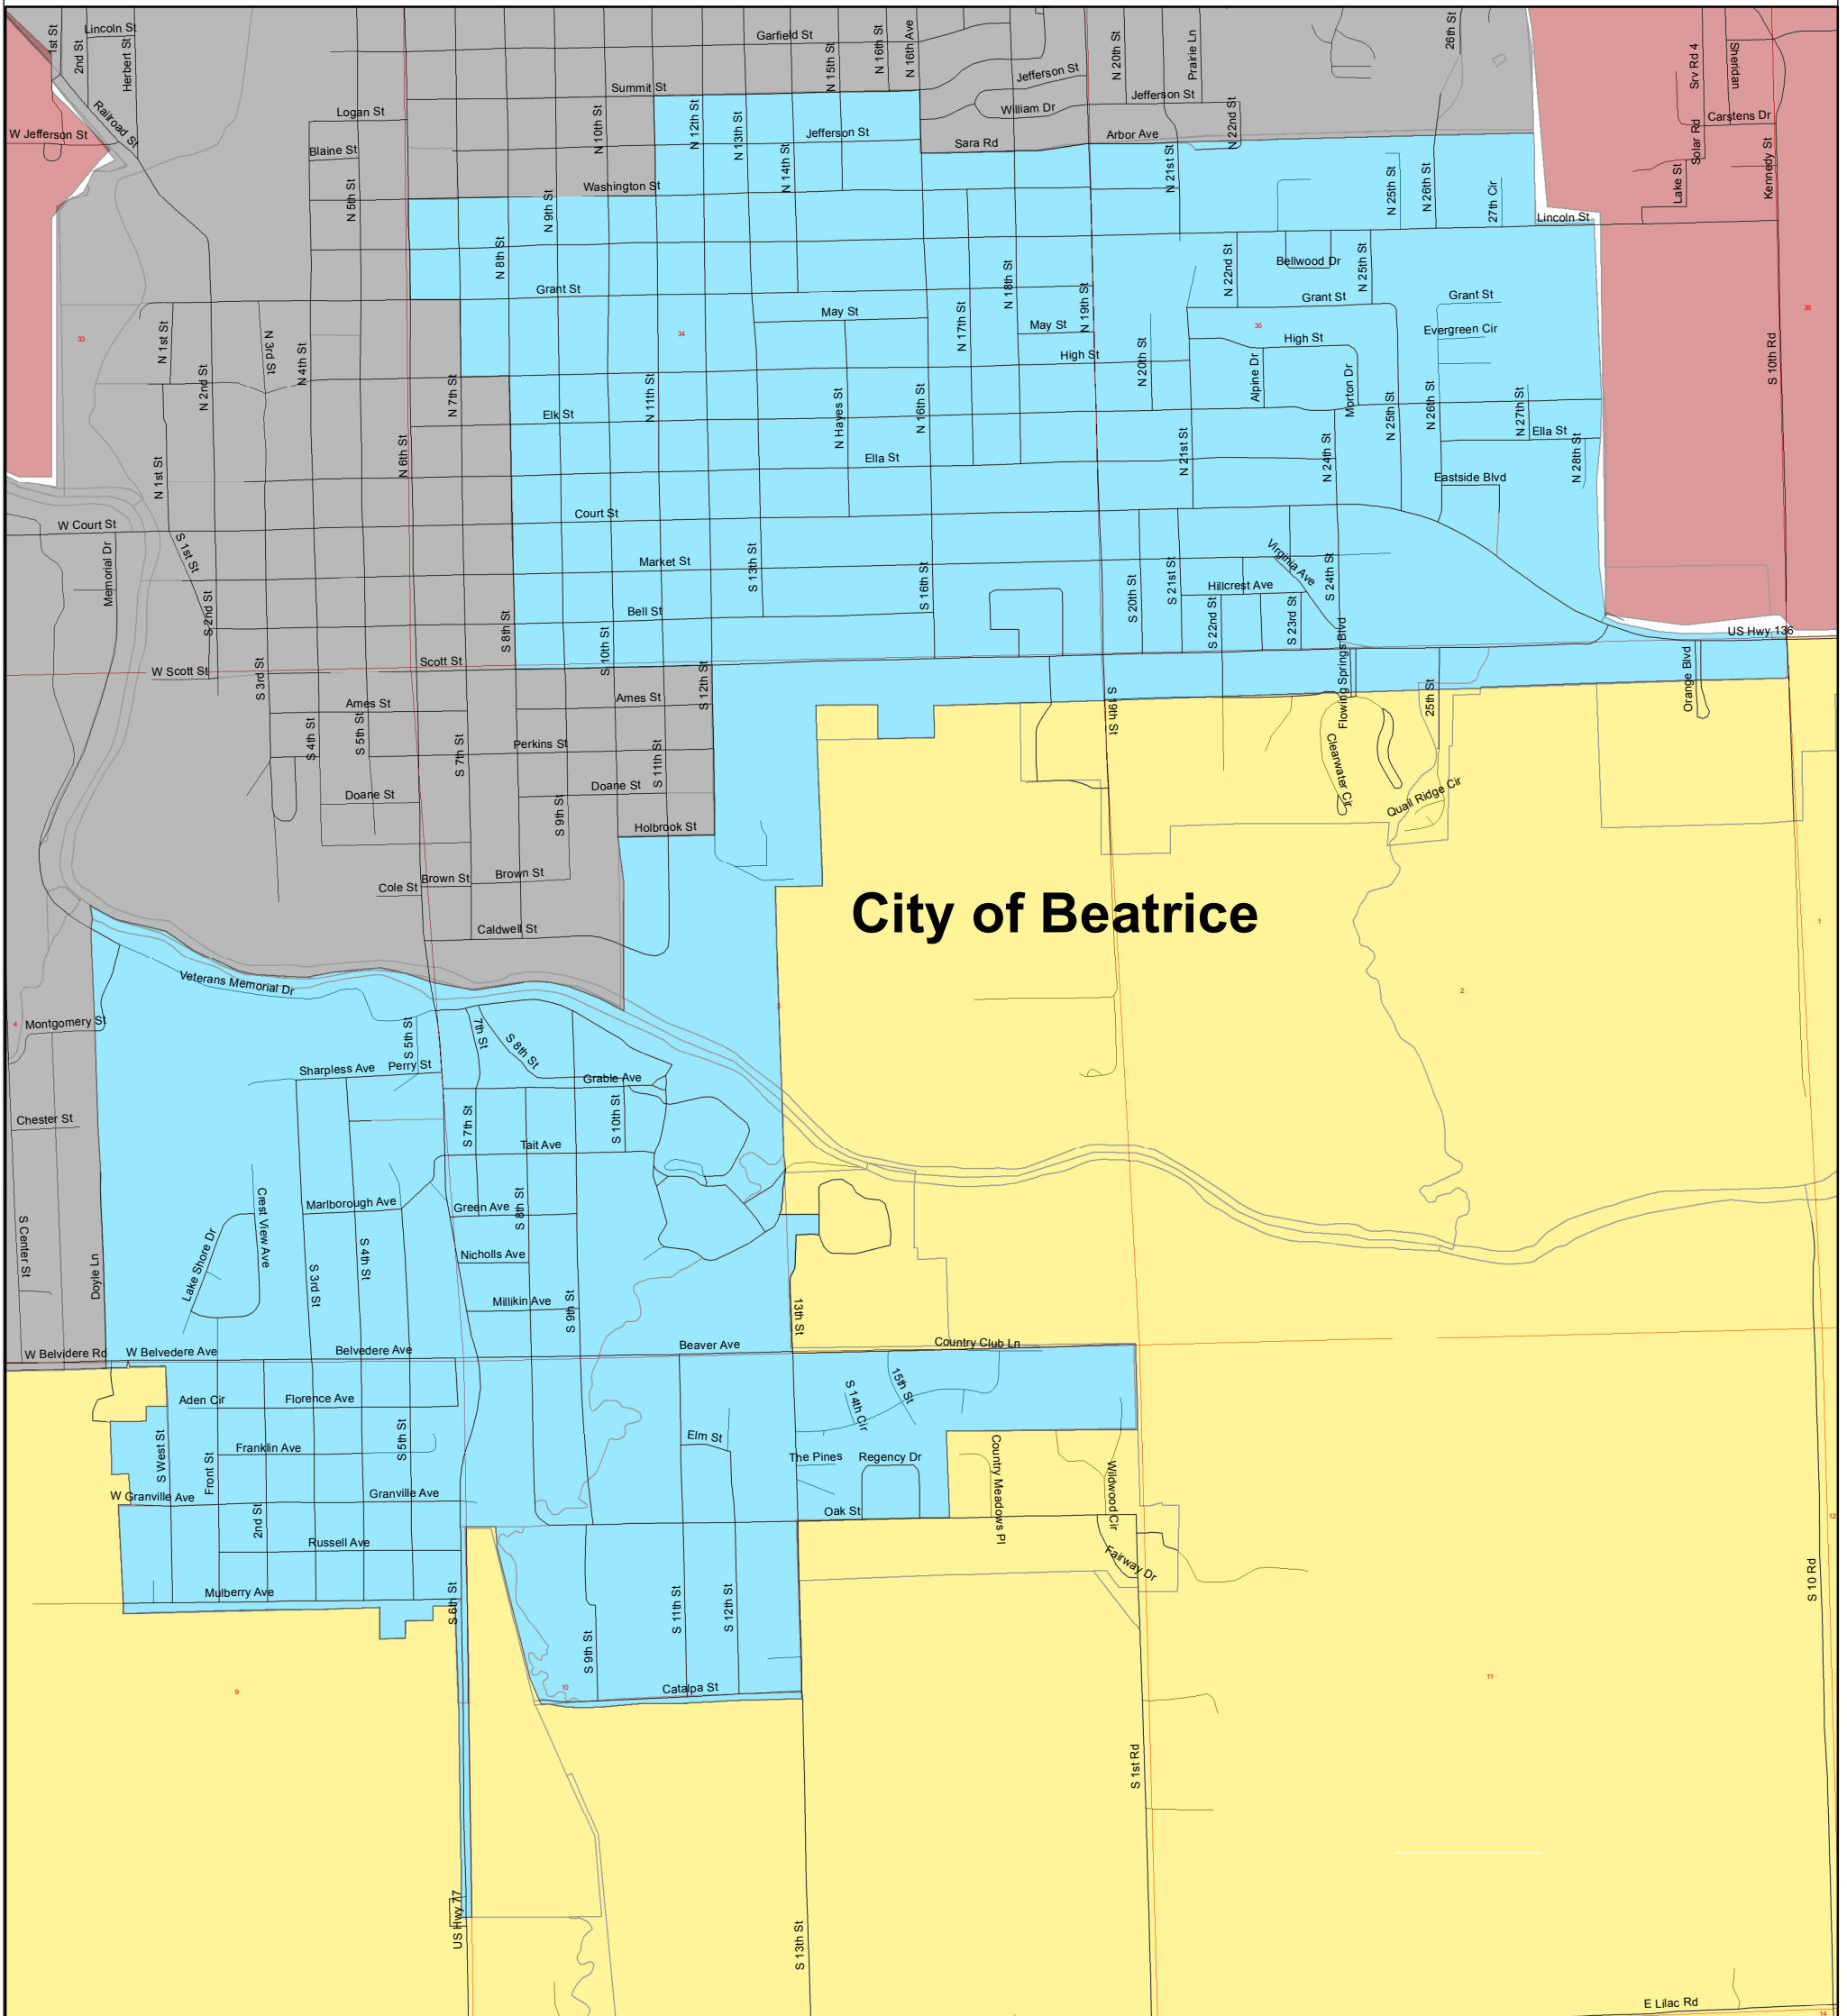 1st St
2nd St
Lincoln St
Herbert St
Railroad St
W Jefferson St
Garfield St
N 15th St
N 16th St
N 16th Ave
Summit St
Jefferson St
N 20th St
Prairie Ln
26th St
Srv Rd 4
Sheridan
Logan St
N 10th St
N 12th St
N 13th St
Jefferson St
William Dr
Jefferson St
N 22nd St
Carstens Dr
Solar Rd
Blaine St
Sara Rd
Arbor Ave
N 5th St
N 9th St
Washington St
N 14th St
N 21st St
N 25th St
N 26th St
27th Cir
Lake St
Kennedy St
Lincoln St
N 8th St
N 18th St
N 22nd St
Bellwood Dr
N 25th St
Grant St
N 19th St
Grant St
Grant St
36
33
N 1st St
N 3rd St
34
May St
N 17th St
May St
35
High St
Evergreen Cir
N 2nd St
N 4th St
High St
N 20th St
Alpine Dr
Morton Dr
S 10th Rd
N 7th St
N 11th St
Elk St
N Hayes St
N 16th St
N 25th St
N 26th St
N 27th St
Ella St
N 1st St
N 6th St
Ella St
N 21st St
N 24th St
N 28th St
Eastside Blvd
W Court St
Court St
S 1st St
Memorial Dr
Market St
S 13th St
S 16th St
Virginia Ave
S 24th St
S 20th St
S 21st St
Hillcrest Ave
S 2nd St
S 8th St
Bell St
S 10th St
S 22nd St
S 23rd St
Flowing Springs Blvd
US Hwy 136
W Scott St
S 3rd St
Scott St
S 12th St
S 19th St
25th St
Orange Blvd
Ames St
Ames St
S 4th St
S 5th St
S 7th St
Perkins St
S 11th St
Clearwater Cir
Doane St
Doane St
Quail Ridge Cir
S 9th St
Holbrook St
Cole St
Brown St
Brown St
City of Beatrice
Caldwell St
1
Veterans Memorial Dr
2
3
4
Montgomery St
S 5th St
7th St
S 8th St
Sharpless Ave
Perry St
Grable Ave
Chester St
S 7th St
S 10th St
Tait Ave
Crest View Ave
Marlborough Ave
Green Ave
S 8th St
S Center St
Lake Shore Dr
S 4th St
Nicholls Ave
Doyle Ln
S 3rd St
Millikin Ave
S 9th St
13th St
W Belvidere Rd
W Belvedere Ave
Belvedere Ave
Beaver Ave
Country Club Ln
Aden Cir
Florence Ave
S 14th Cir
15th St
S West St
Front St
Franklin Ave
S 5th St
Elm St
The Pines
Regency Dr
Country Meadows Pl
Wildwood Cir
W Granville Ave
Granville Ave
Oak St
2nd St
12
Russell Ave
Fairway Dr
Mulberry Ave
S 6th St
S 11th St
S 12th St
S 10 Rd
S 9th St
9
10
Catalpa St
11
S 1st Rd
US Hwy 77
S 13th St
E Lilac Rd
14